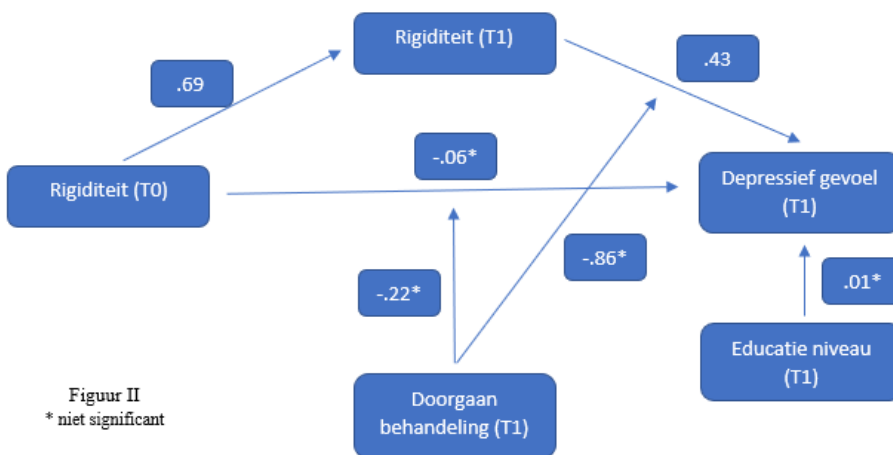 Rigiditeit (T1)
.69
.43
-.06*
Rigiditeit (T0)
Depressief gevoel
(T1)
-.86*
-.22*
.01*
Educatie niveau
(T1)
Figuur II
* niet significant
Doorgaan
behandeling (T1)